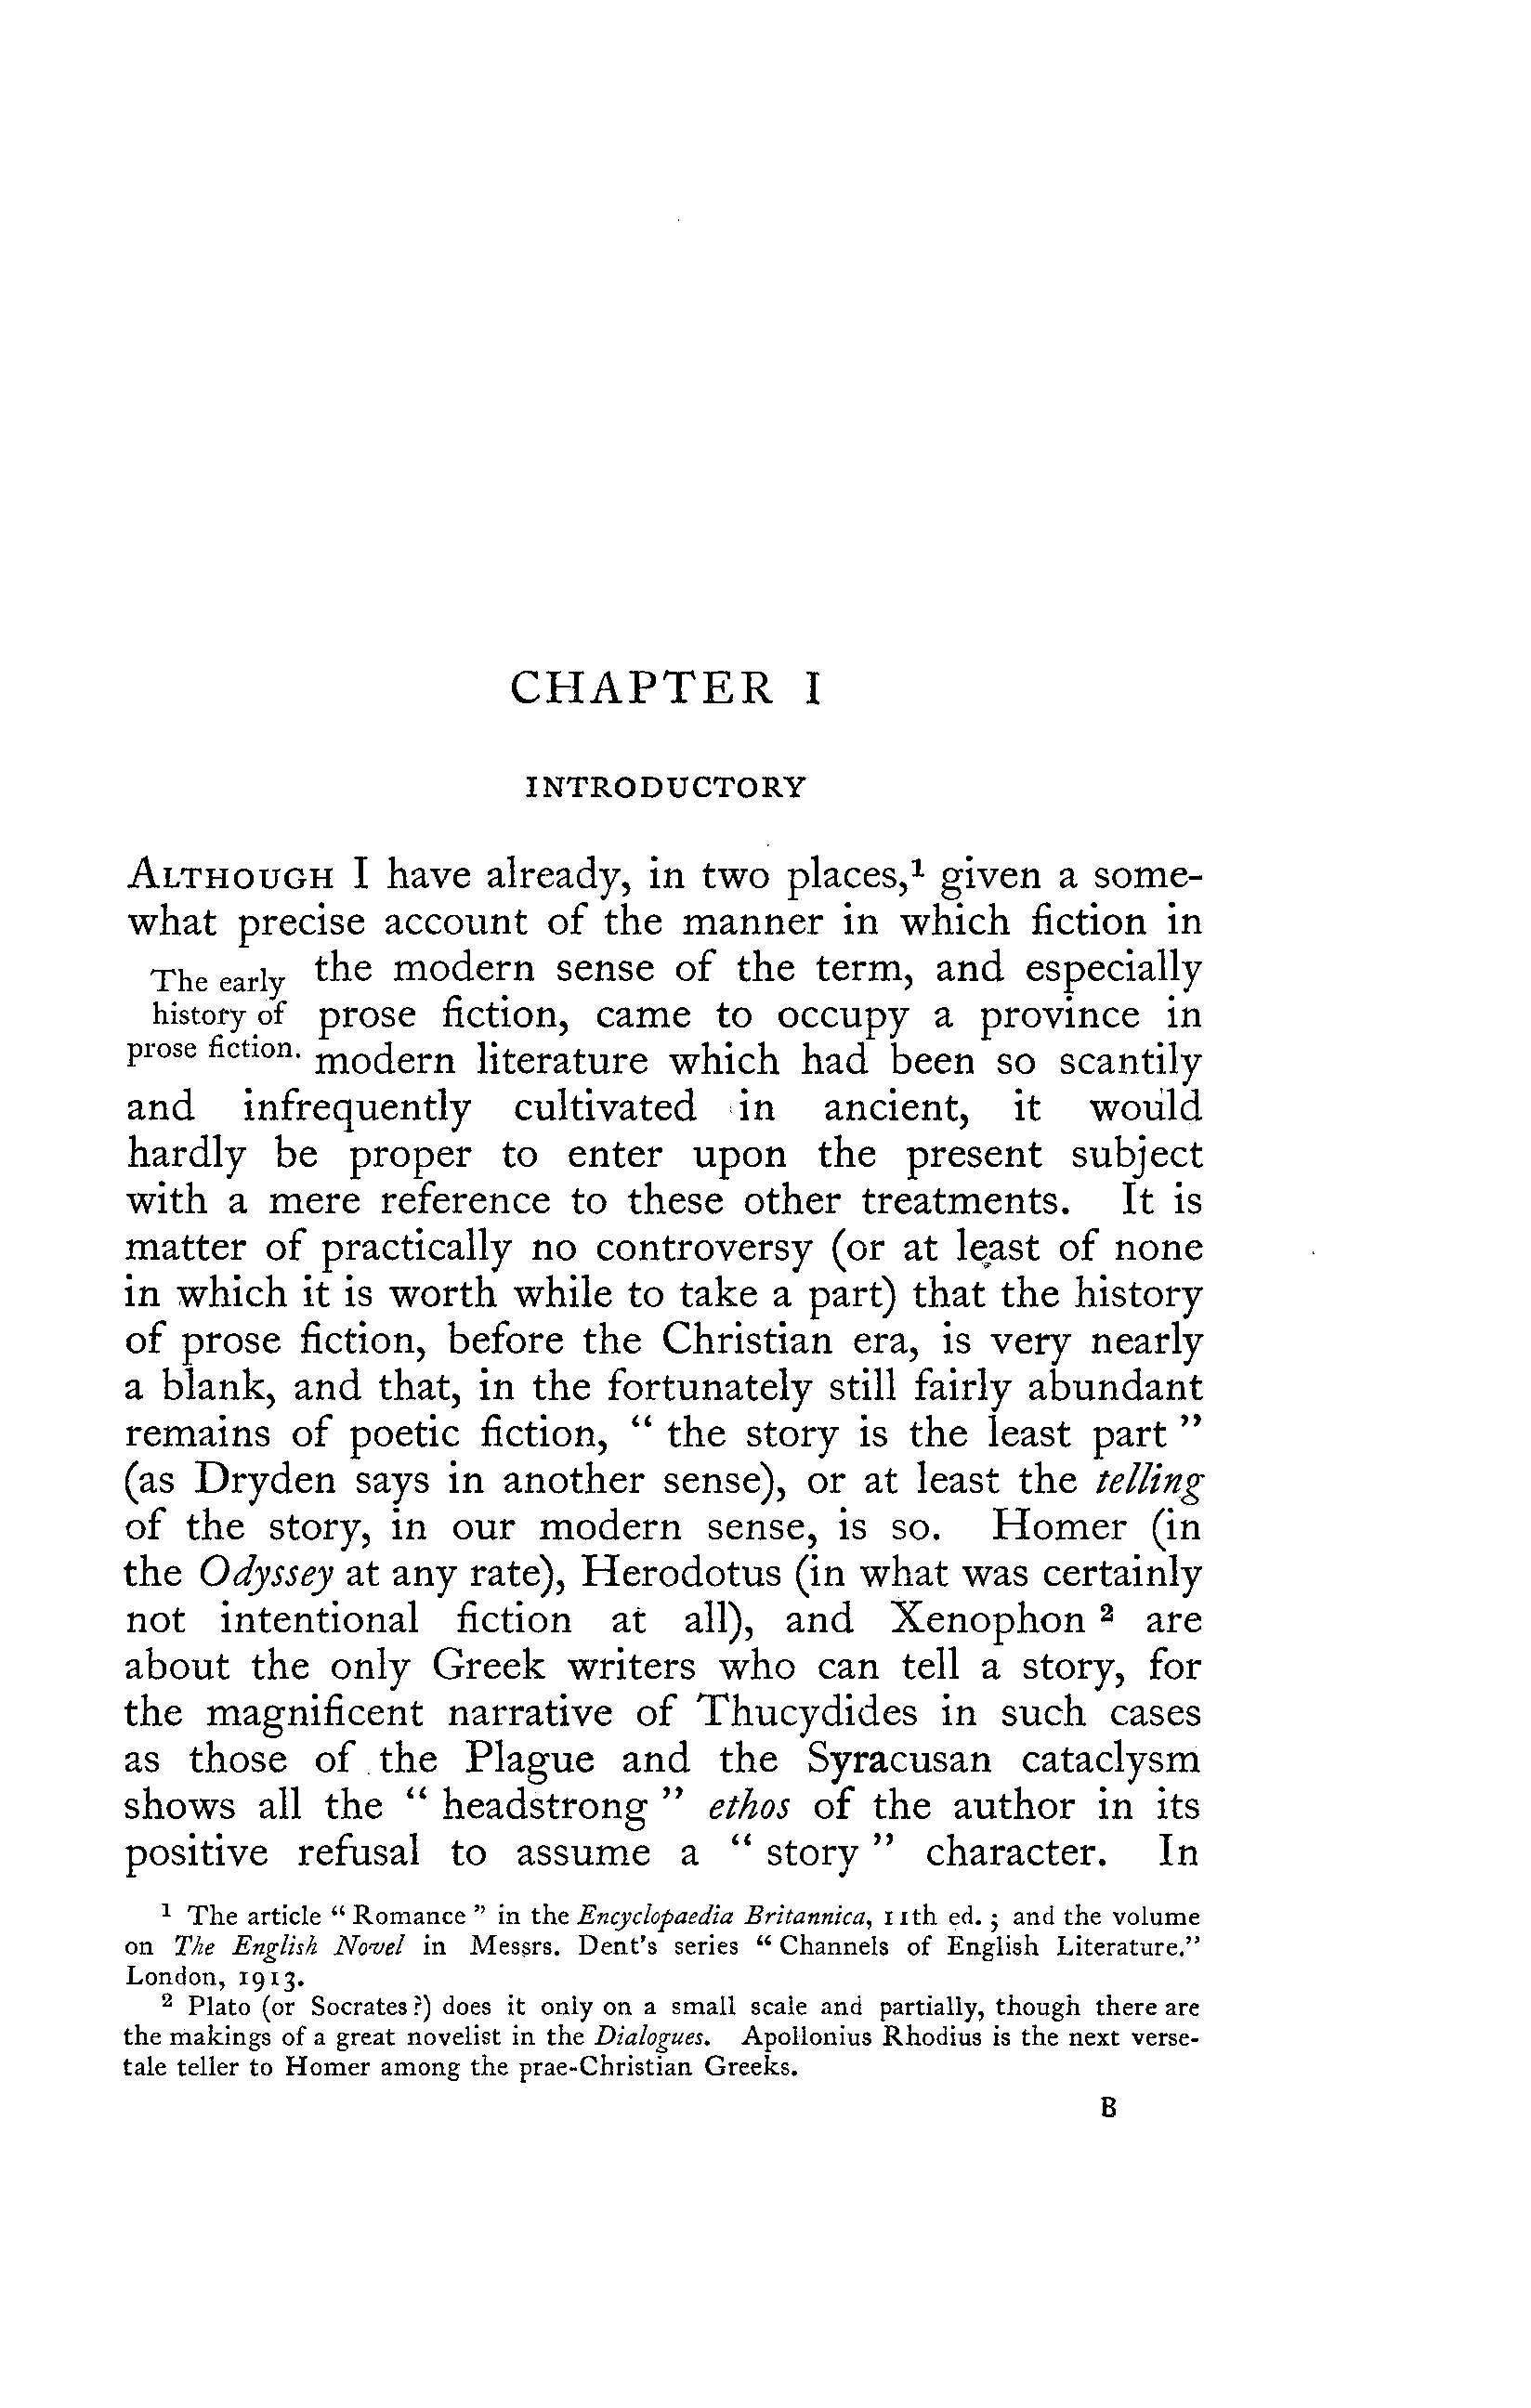 CHAPTER I
INTRODUCTORY
ALTHOUGH I have already, in two places,¹ given a some-
what precise account of the manner in which fiction in
The early
history of
prose fiction.
the modern sense of the term, and especially
prose fiction, came to occupy a province in
modern literature which had been so scantily
and infrequently cultivated in ancient, it would
hardly be proper to enter upon the present subject
with a mere reference to these other treatments. It is
matter of practically no controversy (or at least of none
in which it is worth while to take a part) that the history
of prose fiction, before the Christian era, is very nearly
a blank, and that, in the fortunately still fairly abundant
remains of poetic fiction, “ the story is the least part ”
(as Dryden says in another sense), or at least the telling
of the story, in our modern sense, is so. Homer (in
the Odyssey at any rate), Herodotus (in what was certainly
not intentional fiction at all), and Xenophon ² are
about the only Greek writers who can tell a story, for
the magnificent narrative of Thucydides in such cases
as those of the Plague and the Syracusan cataclysm
shows all the “ headstrong ” ethos of the author in its
positive refusal to assume a “ story ” character. In
¹ The article “ Romance ” in the Encyclopaedia Britannica, 11th ed. ; and the volume
on The English Novel in Messrs. Dent's series “ Channels of English Literature.”
London, 1913.
² Plato (or Socrates ?) does it only on a small scale and partially, though there are
the makings of a great novelist in the Dialogues. Apollonius Rhodius is the next verse-
tale teller to Homer among the prae-Christian Greeks.
B